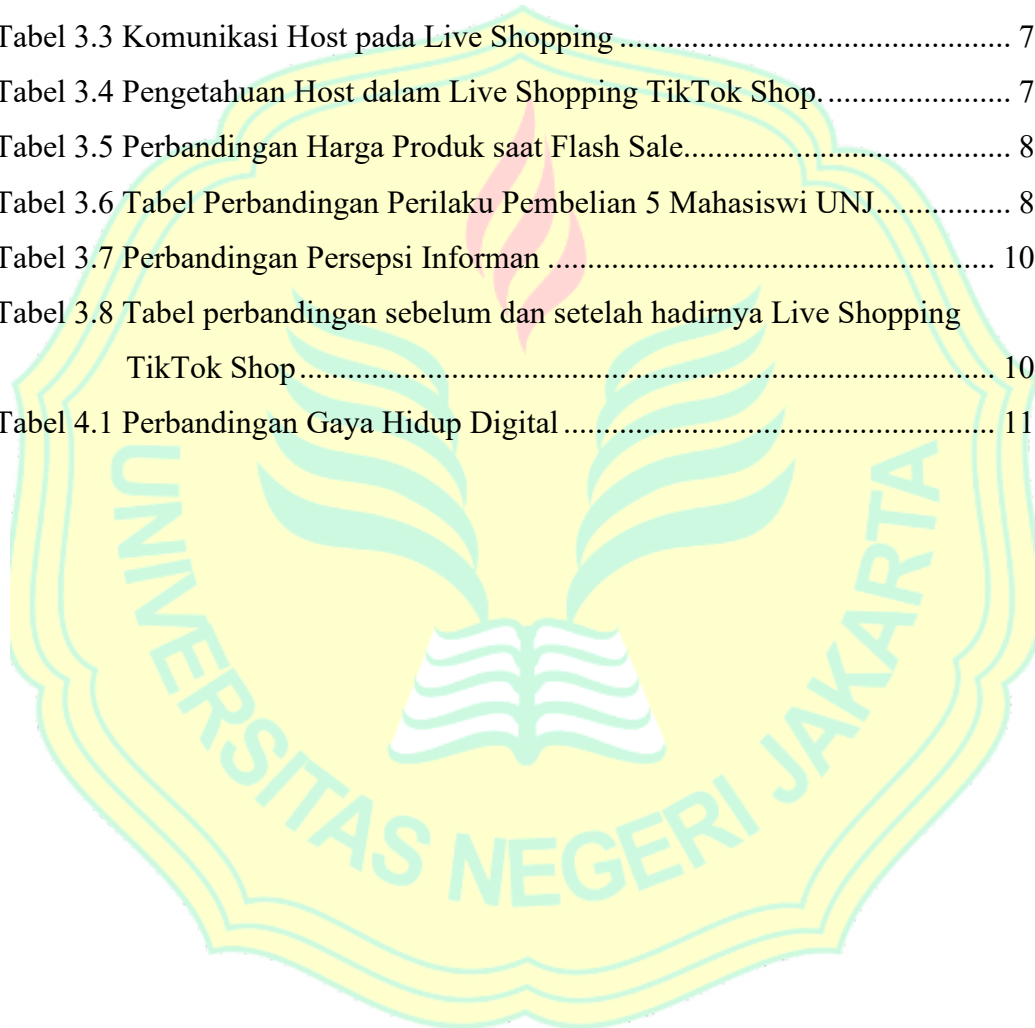 Tabel 3.3 Komunikasi Host pada Live Shopping ................................................ 7
Tabel 3.4 Pengetahuan Host dalam Live Shopping TikTok Shop. ...................... 7
Tabel 3.5 Perbandingan Harga Produk saat Flash Sale........................................ 8
Tabel 3.6 Tabel Perbandingan Perilaku Pembelian 5 Mahasiswi UNJ................ 8
Tabel 3.7 Perbandingan Persepsi Informan ....................................................... 10
Tabel 3.8 Tabel perbandingan sebelum dan setelah hadirnya Live Shopping
TikTok Shop..................................................................................... 10
Tabel 4.1 Perbandingan Gaya Hidup Digital ..................................................... 11
UNIVERSITAS NEGERI JAKARTA